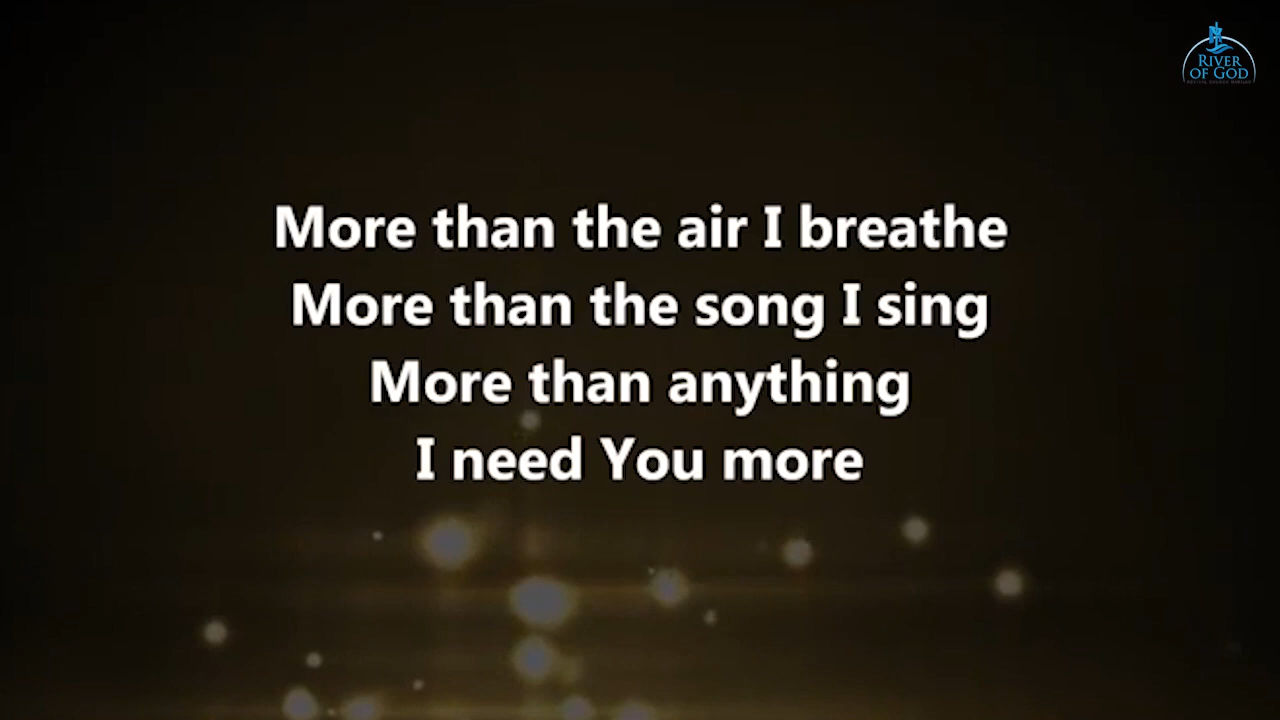 RIVER
OF GOD
More than the air I breathe
More than the song I sing
More than anything
I need You more